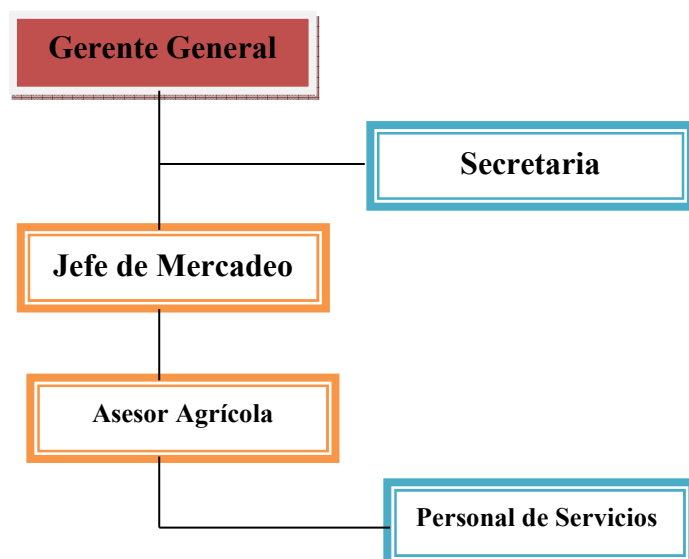 Gerente General
Secretaria
Jefe de Mercadeo
Asesor Agrícola
Personal de Servicios